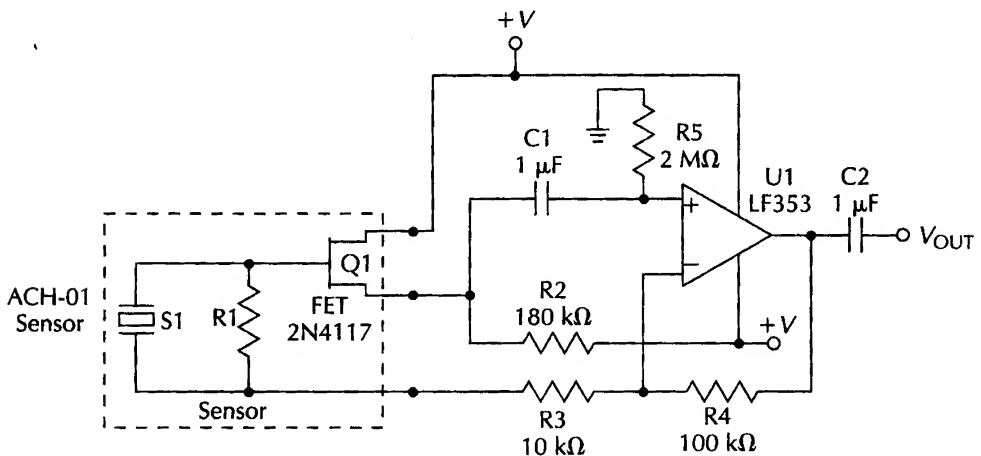 +V
C1
1 μF
R5
2 MΩ
U1
LF353
C2
1 μF
+
−
VOUT
ACH-01
Sensor
S1
R1
Q1
FET
2N4117
R2
180 kΩ
+V
Sensor
R3
10 kΩ
R4
100 kΩ